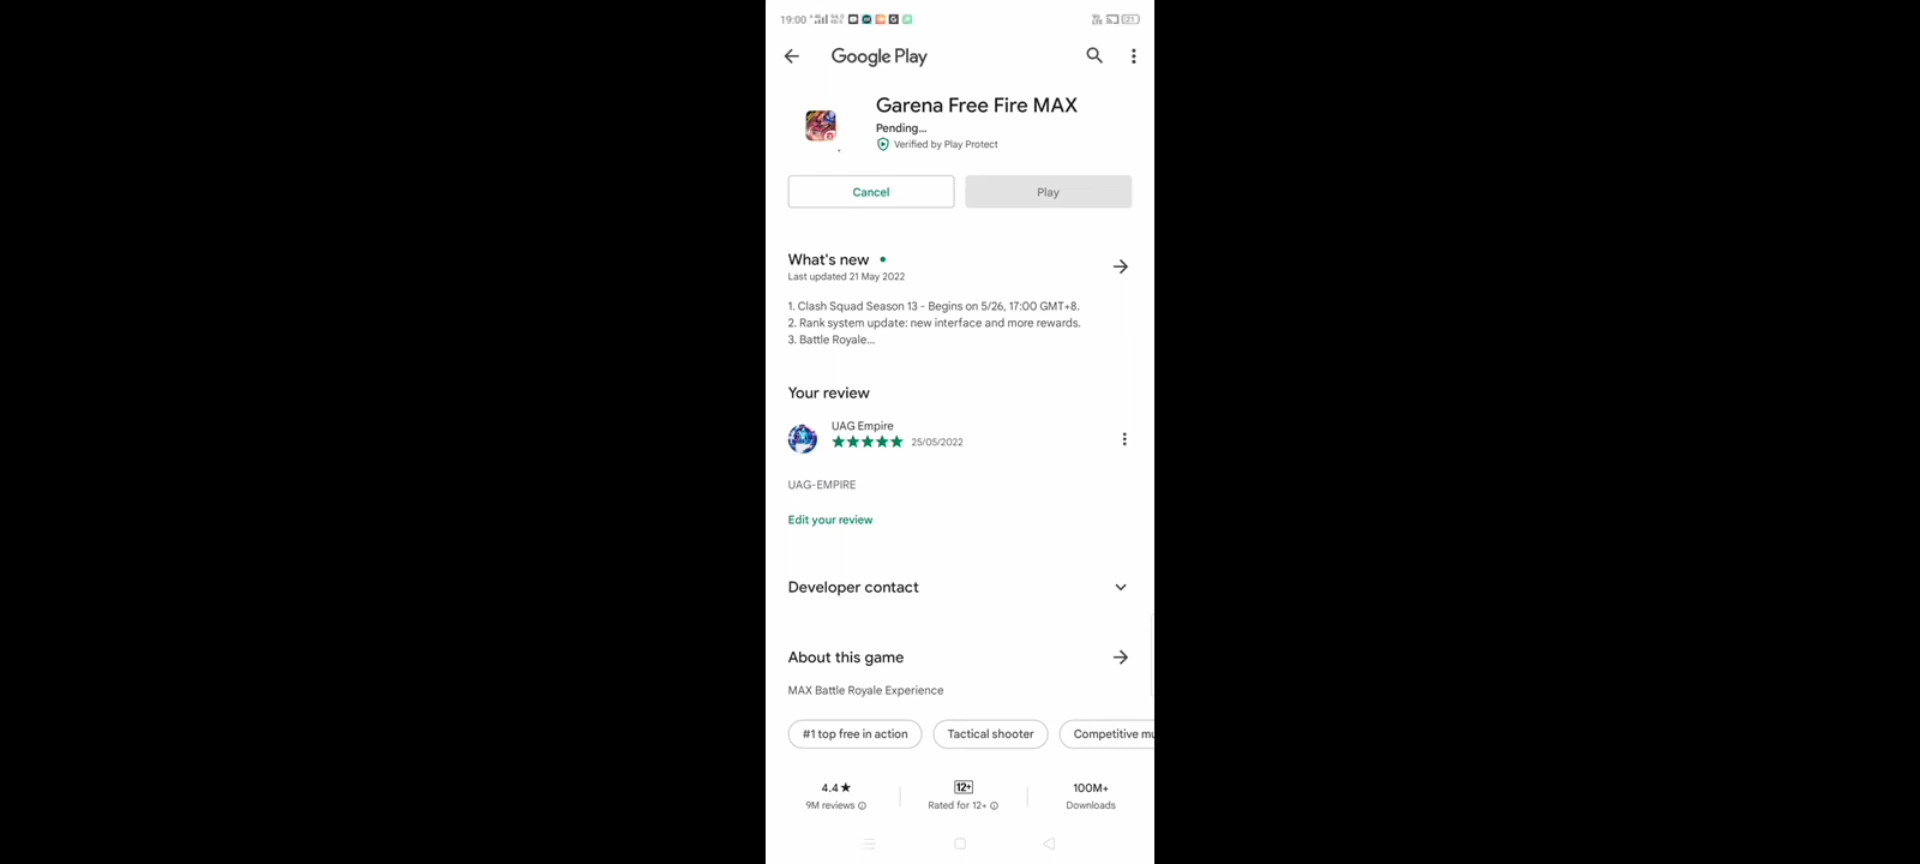 19:00
21
Google Play
Garena Free Fire MAX
Pending...
Verified by Play Protect
Cancel
Play
What's new
Last updated 21 May 2022
1. Clash Squad Season 13 - Begins on 5/26, 17:00 GMT+8.
2. Rank system update: new interface and more rewards.
3. Battle Royale...
Your review
UAG Empire
25/05/2022
UAG-EMPIRE
Edit your review
Developer contact
About this game
MAX Battle Royale Experience
#1 top free in action
Tactical shooter
Competitive mu
4.4★
12+
100M+
9M reviews
Rated for 12+
Downloads